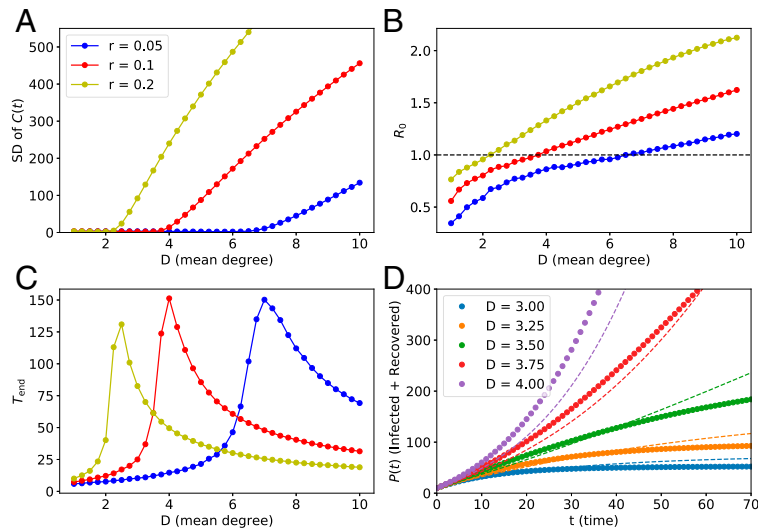 A
SD of C(t)
500
400
300
200
100
0
r = 0.05
r = 0.1
r = 0.2
2 4 6 8 10
D (mean degree)
B
R0
2.0
1.5
1.0
0.5
2 4 6 8 10
D (mean degree)
C
Tend
150
125
100
75
50
25
0
2 4 6 8 10
D (mean degree)
D
P(t) (Infected + Recovered)
400
300
200
100
0
D = 3.00
D = 3.25
D = 3.50
D = 3.75
D = 4.00
0 10 20 30 40 50 60 70
t (time)